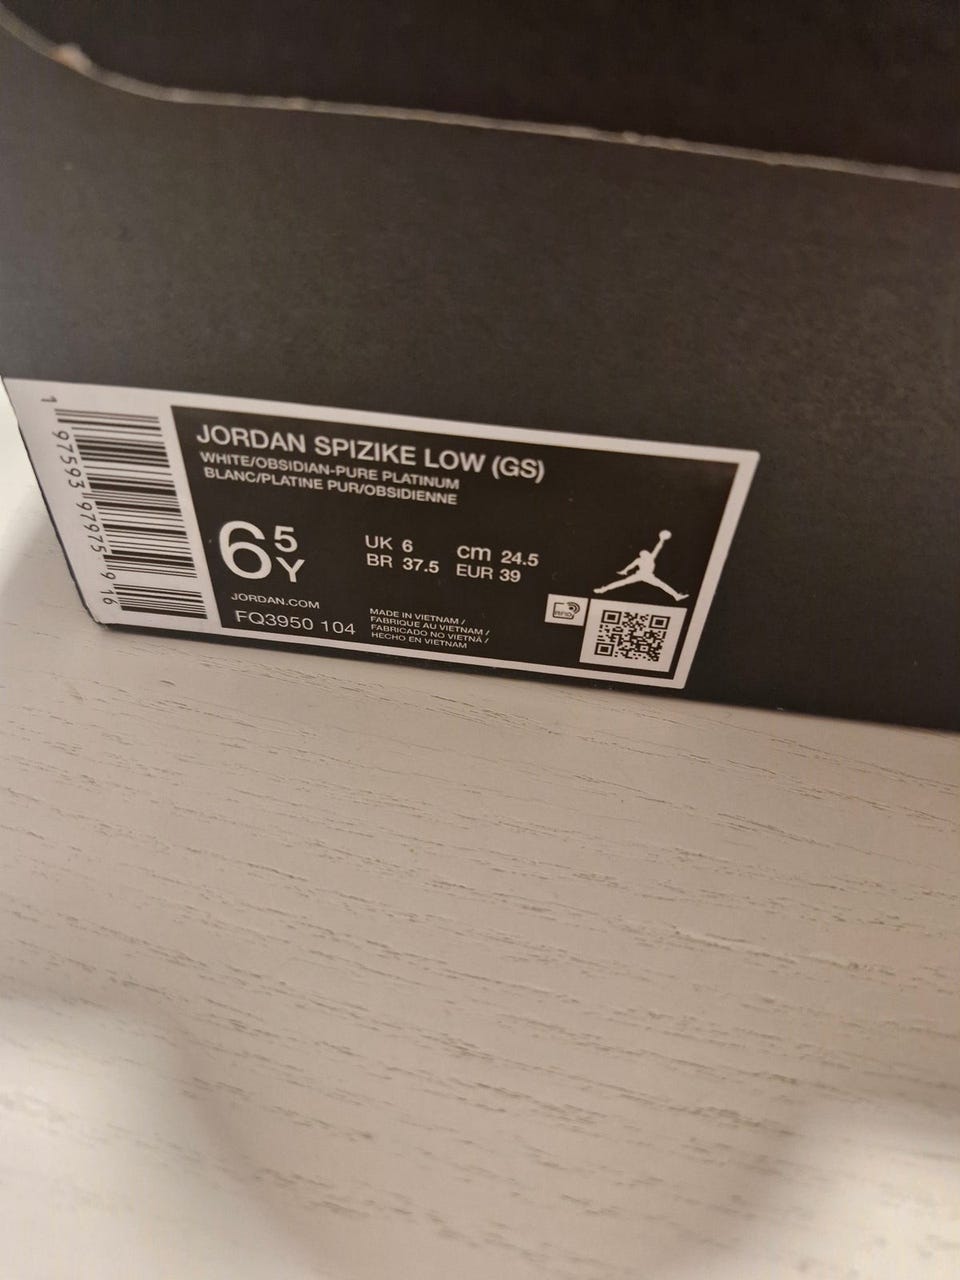 JORDAN SPIZIKE LOW (GS)
WHITE/OBSIDIAN-PURE PLATINUM
BLANC/PLATINE PUR/OBSIDIENNE
6 5 Y
UK 6 cm 24.5
BR 37.5 EUR 39
JORDAN.COM
FQ3950 104
MADE IN VIETNAM /
FABRIQUE AU VIETNAM /
FABRICADO NO VIETNÃ /
HECHO EN VIETNAM
RFID
1 97593 97975 9 16